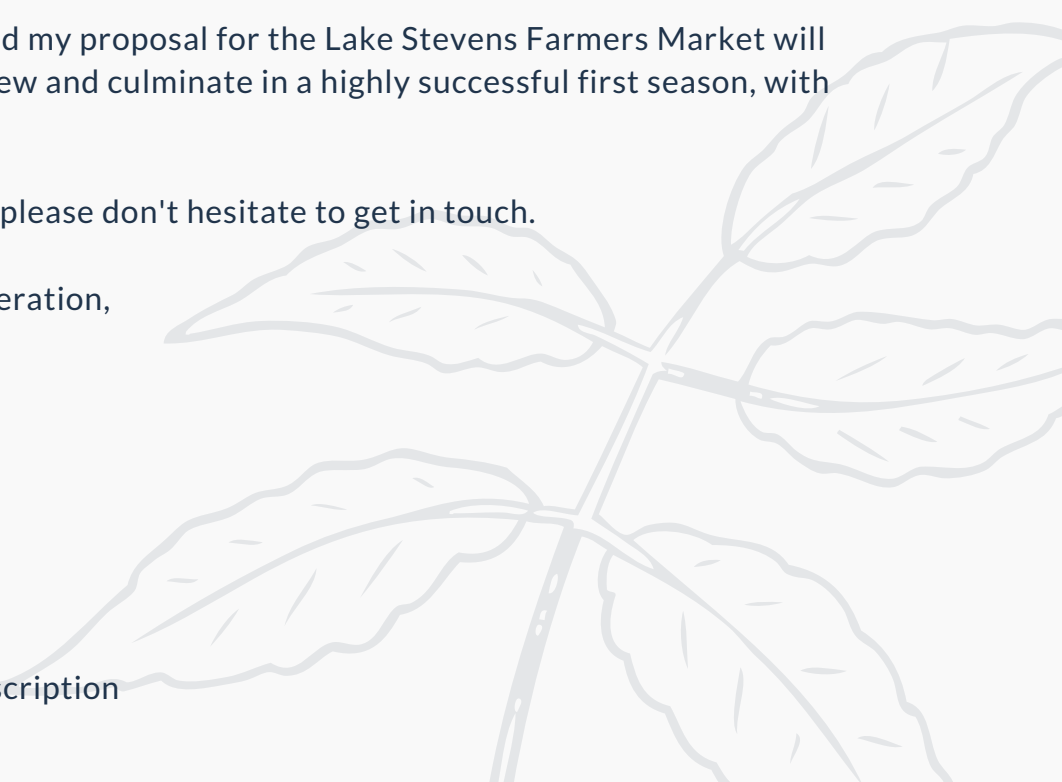 d my proposal for the Lake Stevens Farmers Market will
ew and culminate in a highly successful first season, with
please don't hesitate to get in touch.
eration,
scription